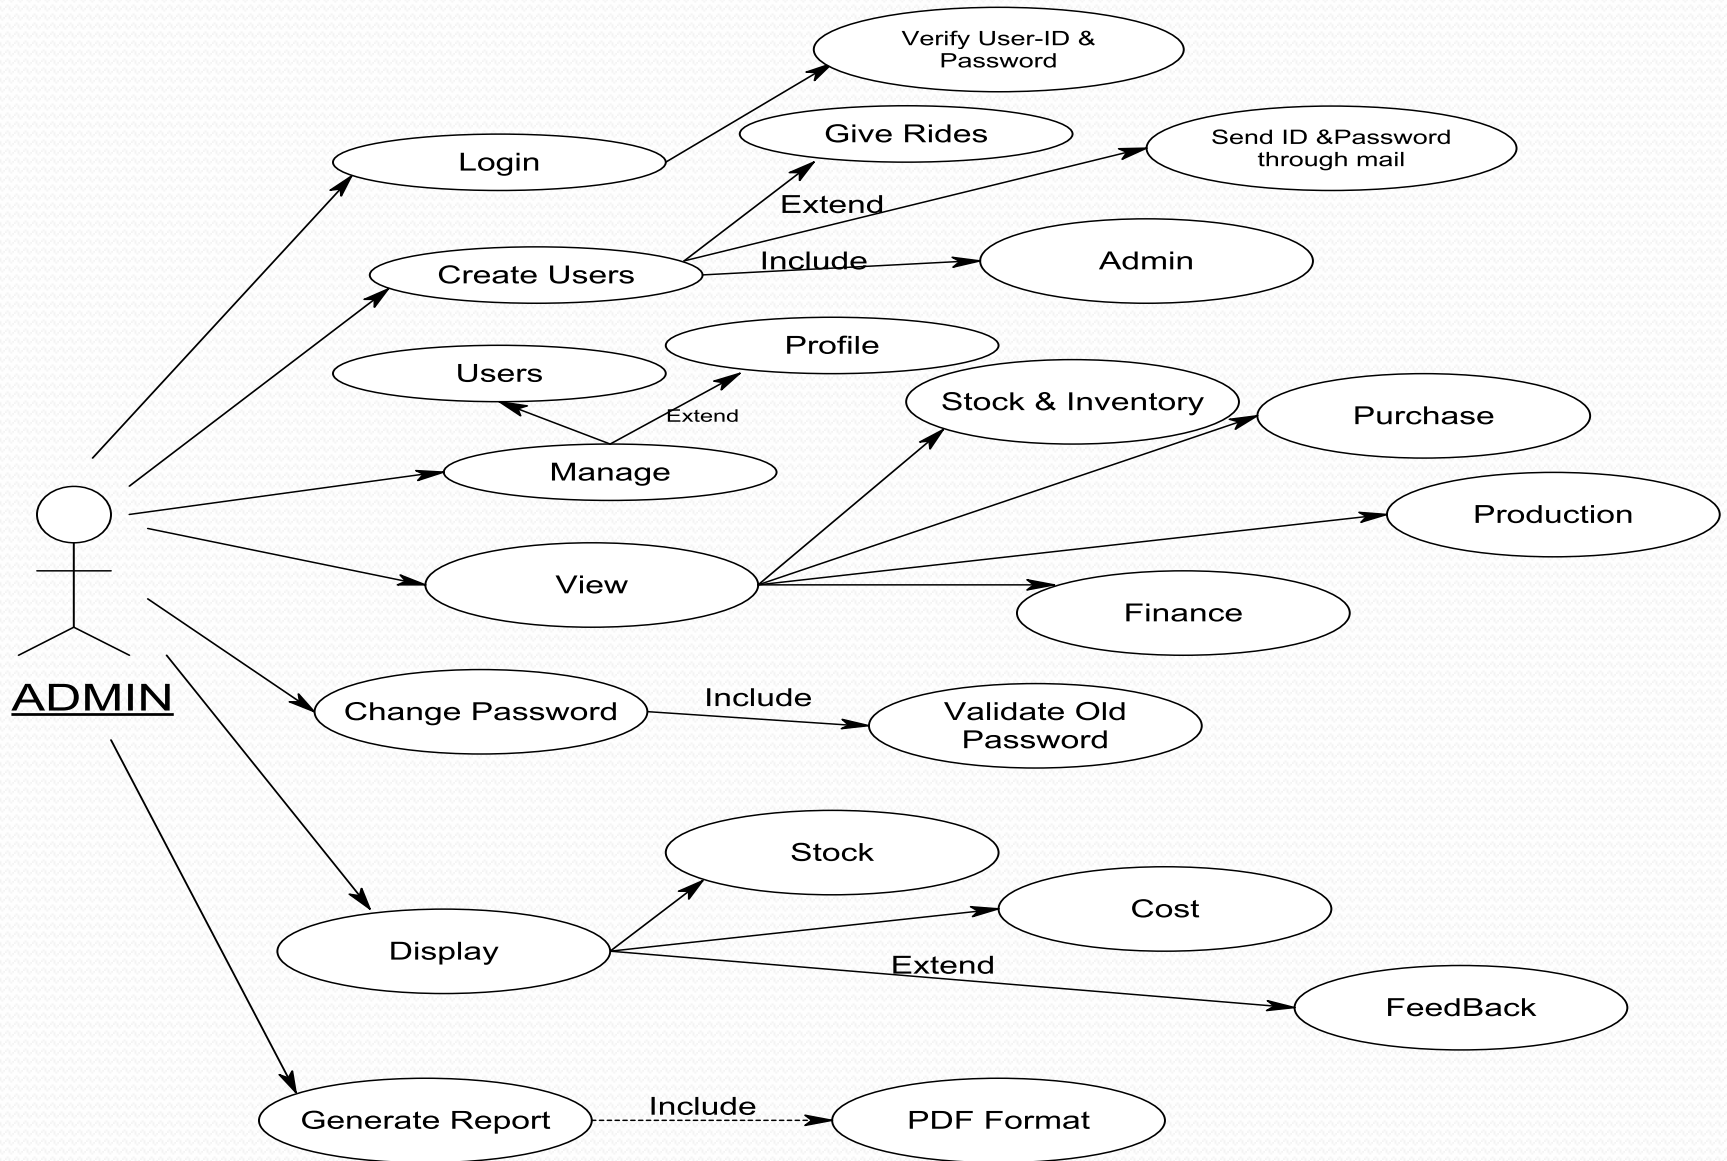 Verify User-ID &
Password
Give Rides
Send ID &Password
through mail
Login
Extend
Create Users
Include
Admin
Profile
Users
Extend
Stock & Inventory
Purchase
Manage
Production
View
Finance
ADMIN
Change Password
Include
Validate Old
Password
Stock
Cost
Display
Extend
FeedBack
Generate Report
Include
PDF Format